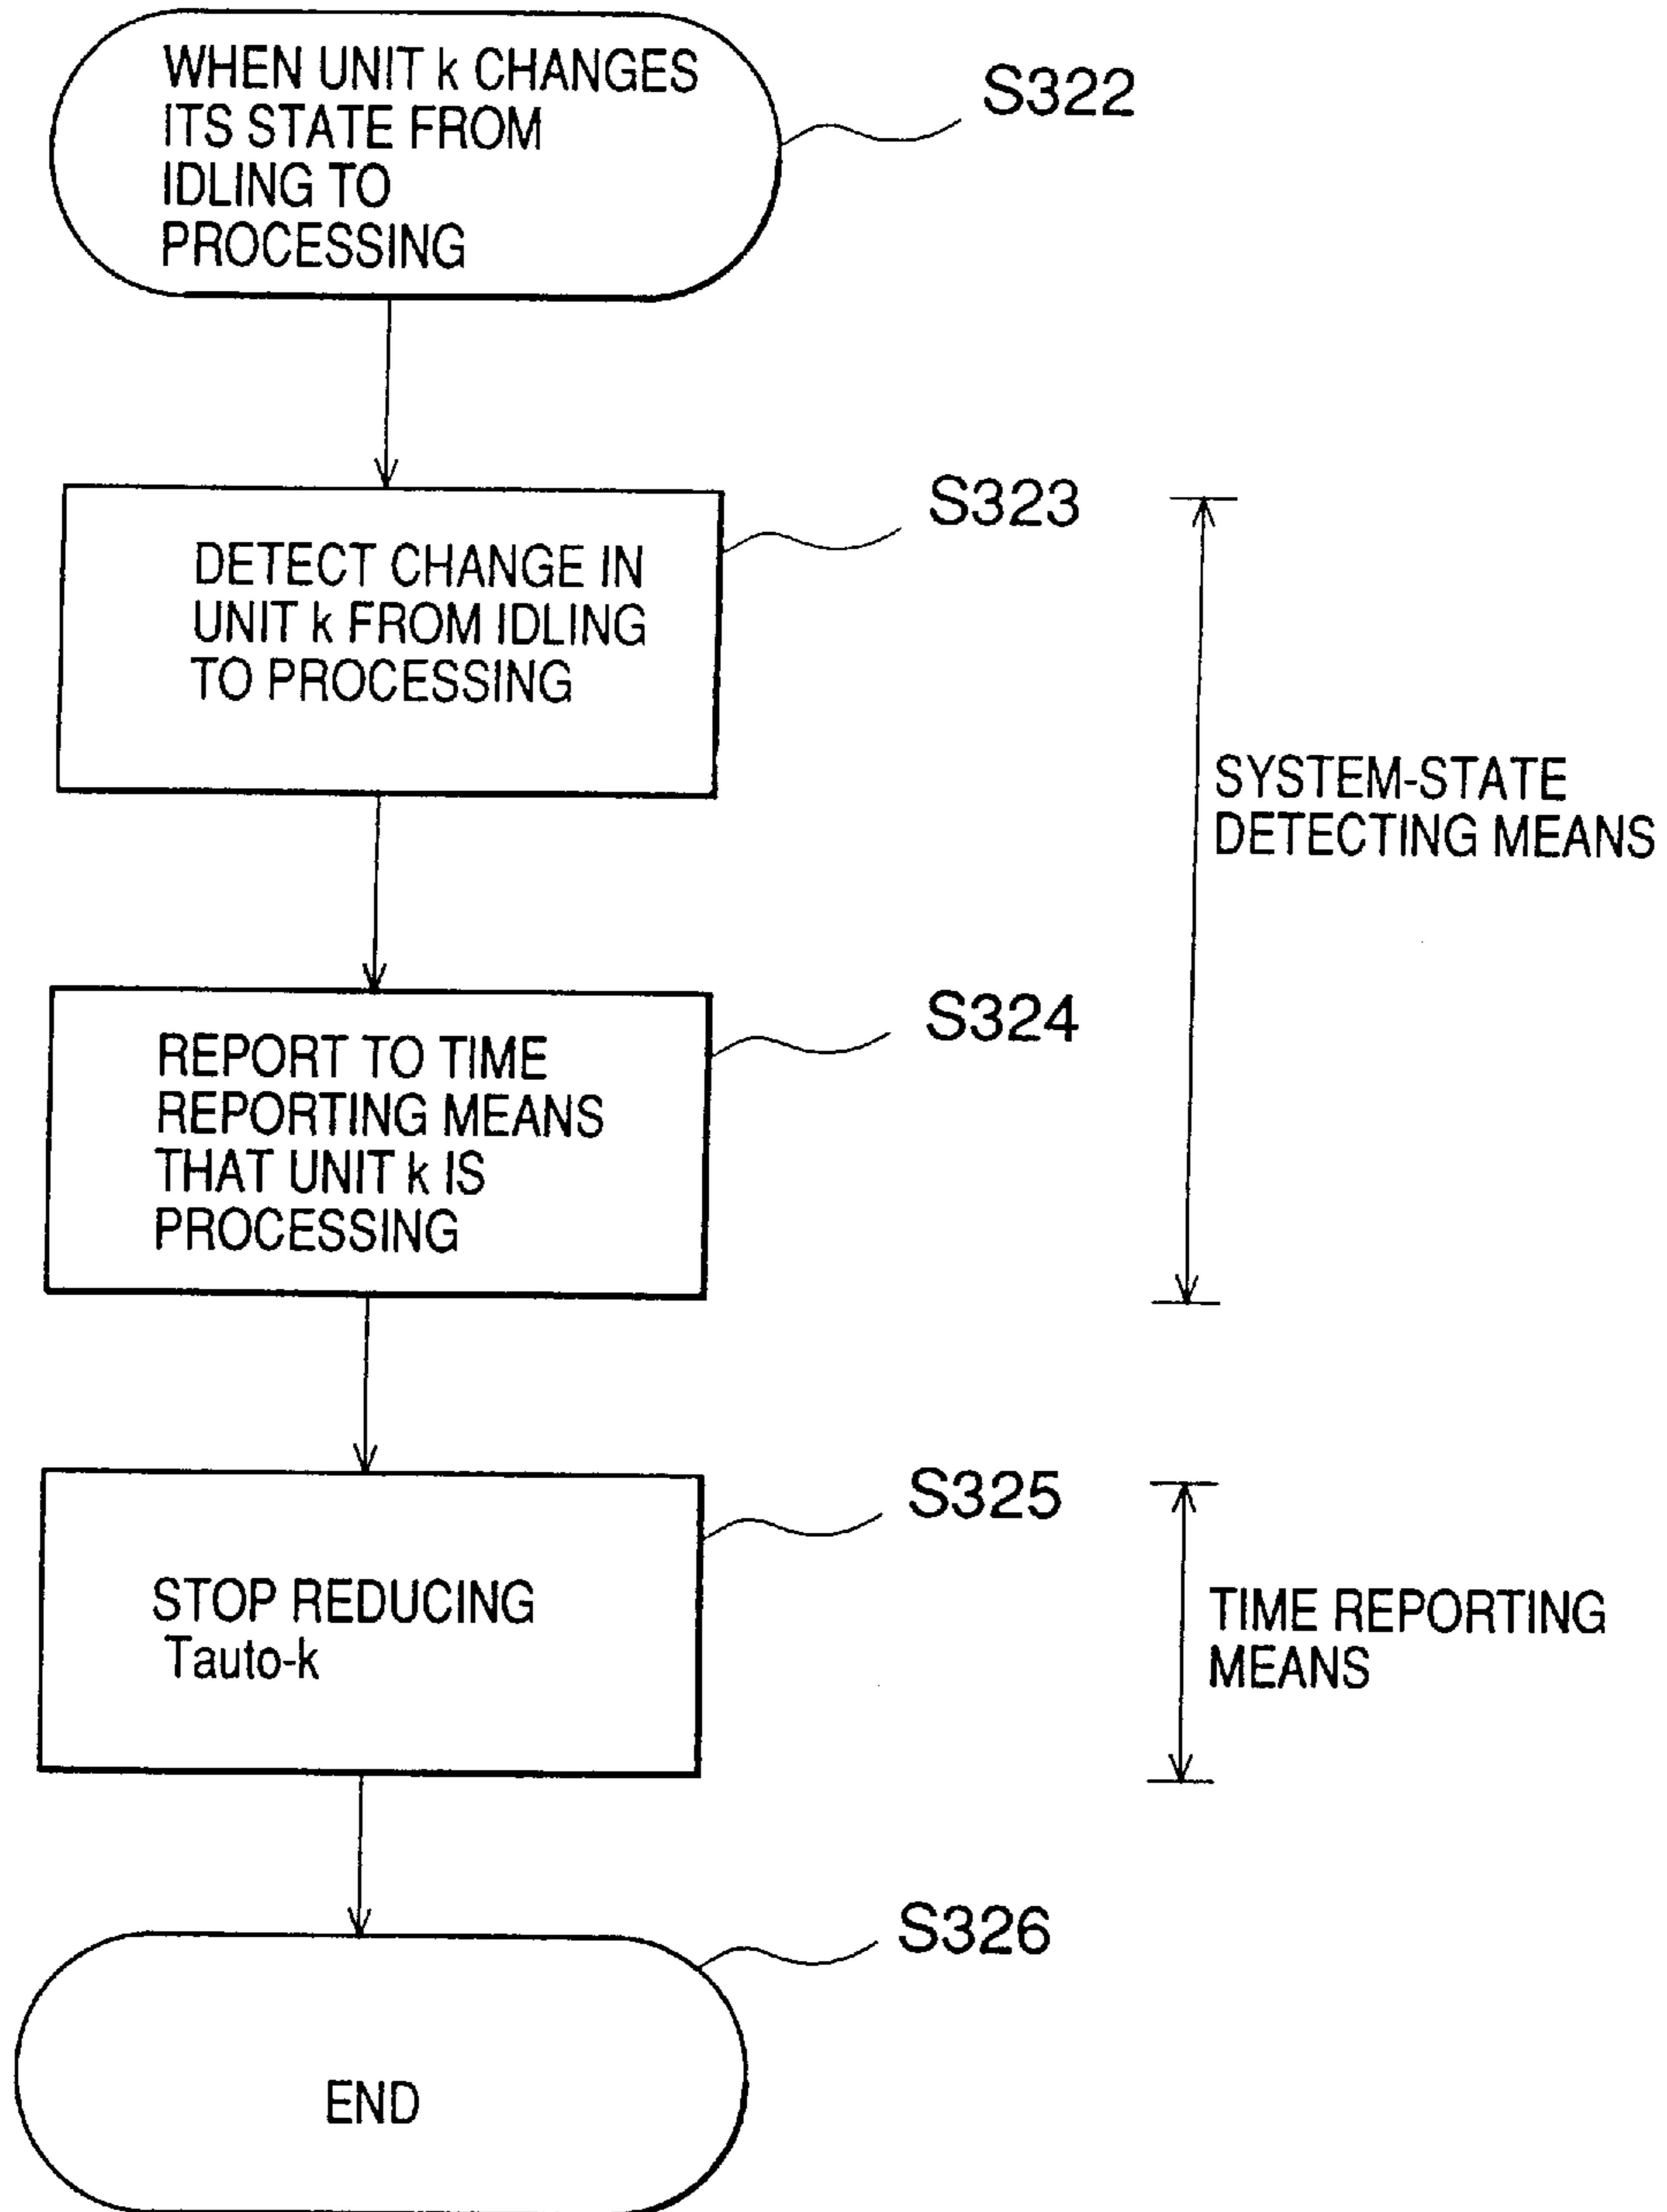 WHEN UNIT k CHANGES
ITS STATE FROM
IDLING TO
PROCESSING
S322
DETECT CHANGE IN
UNIT k FROM IDLING
TO PROCESSING
S323
SYSTEM-STATE
DETECTING MEANS
REPORT TO TIME
REPORTING MEANS
THAT UNIT k IS
PROCESSING
S324
STOP REDUCING
Tauto-k
S325
TIME REPORTING
MEANS
END
S326